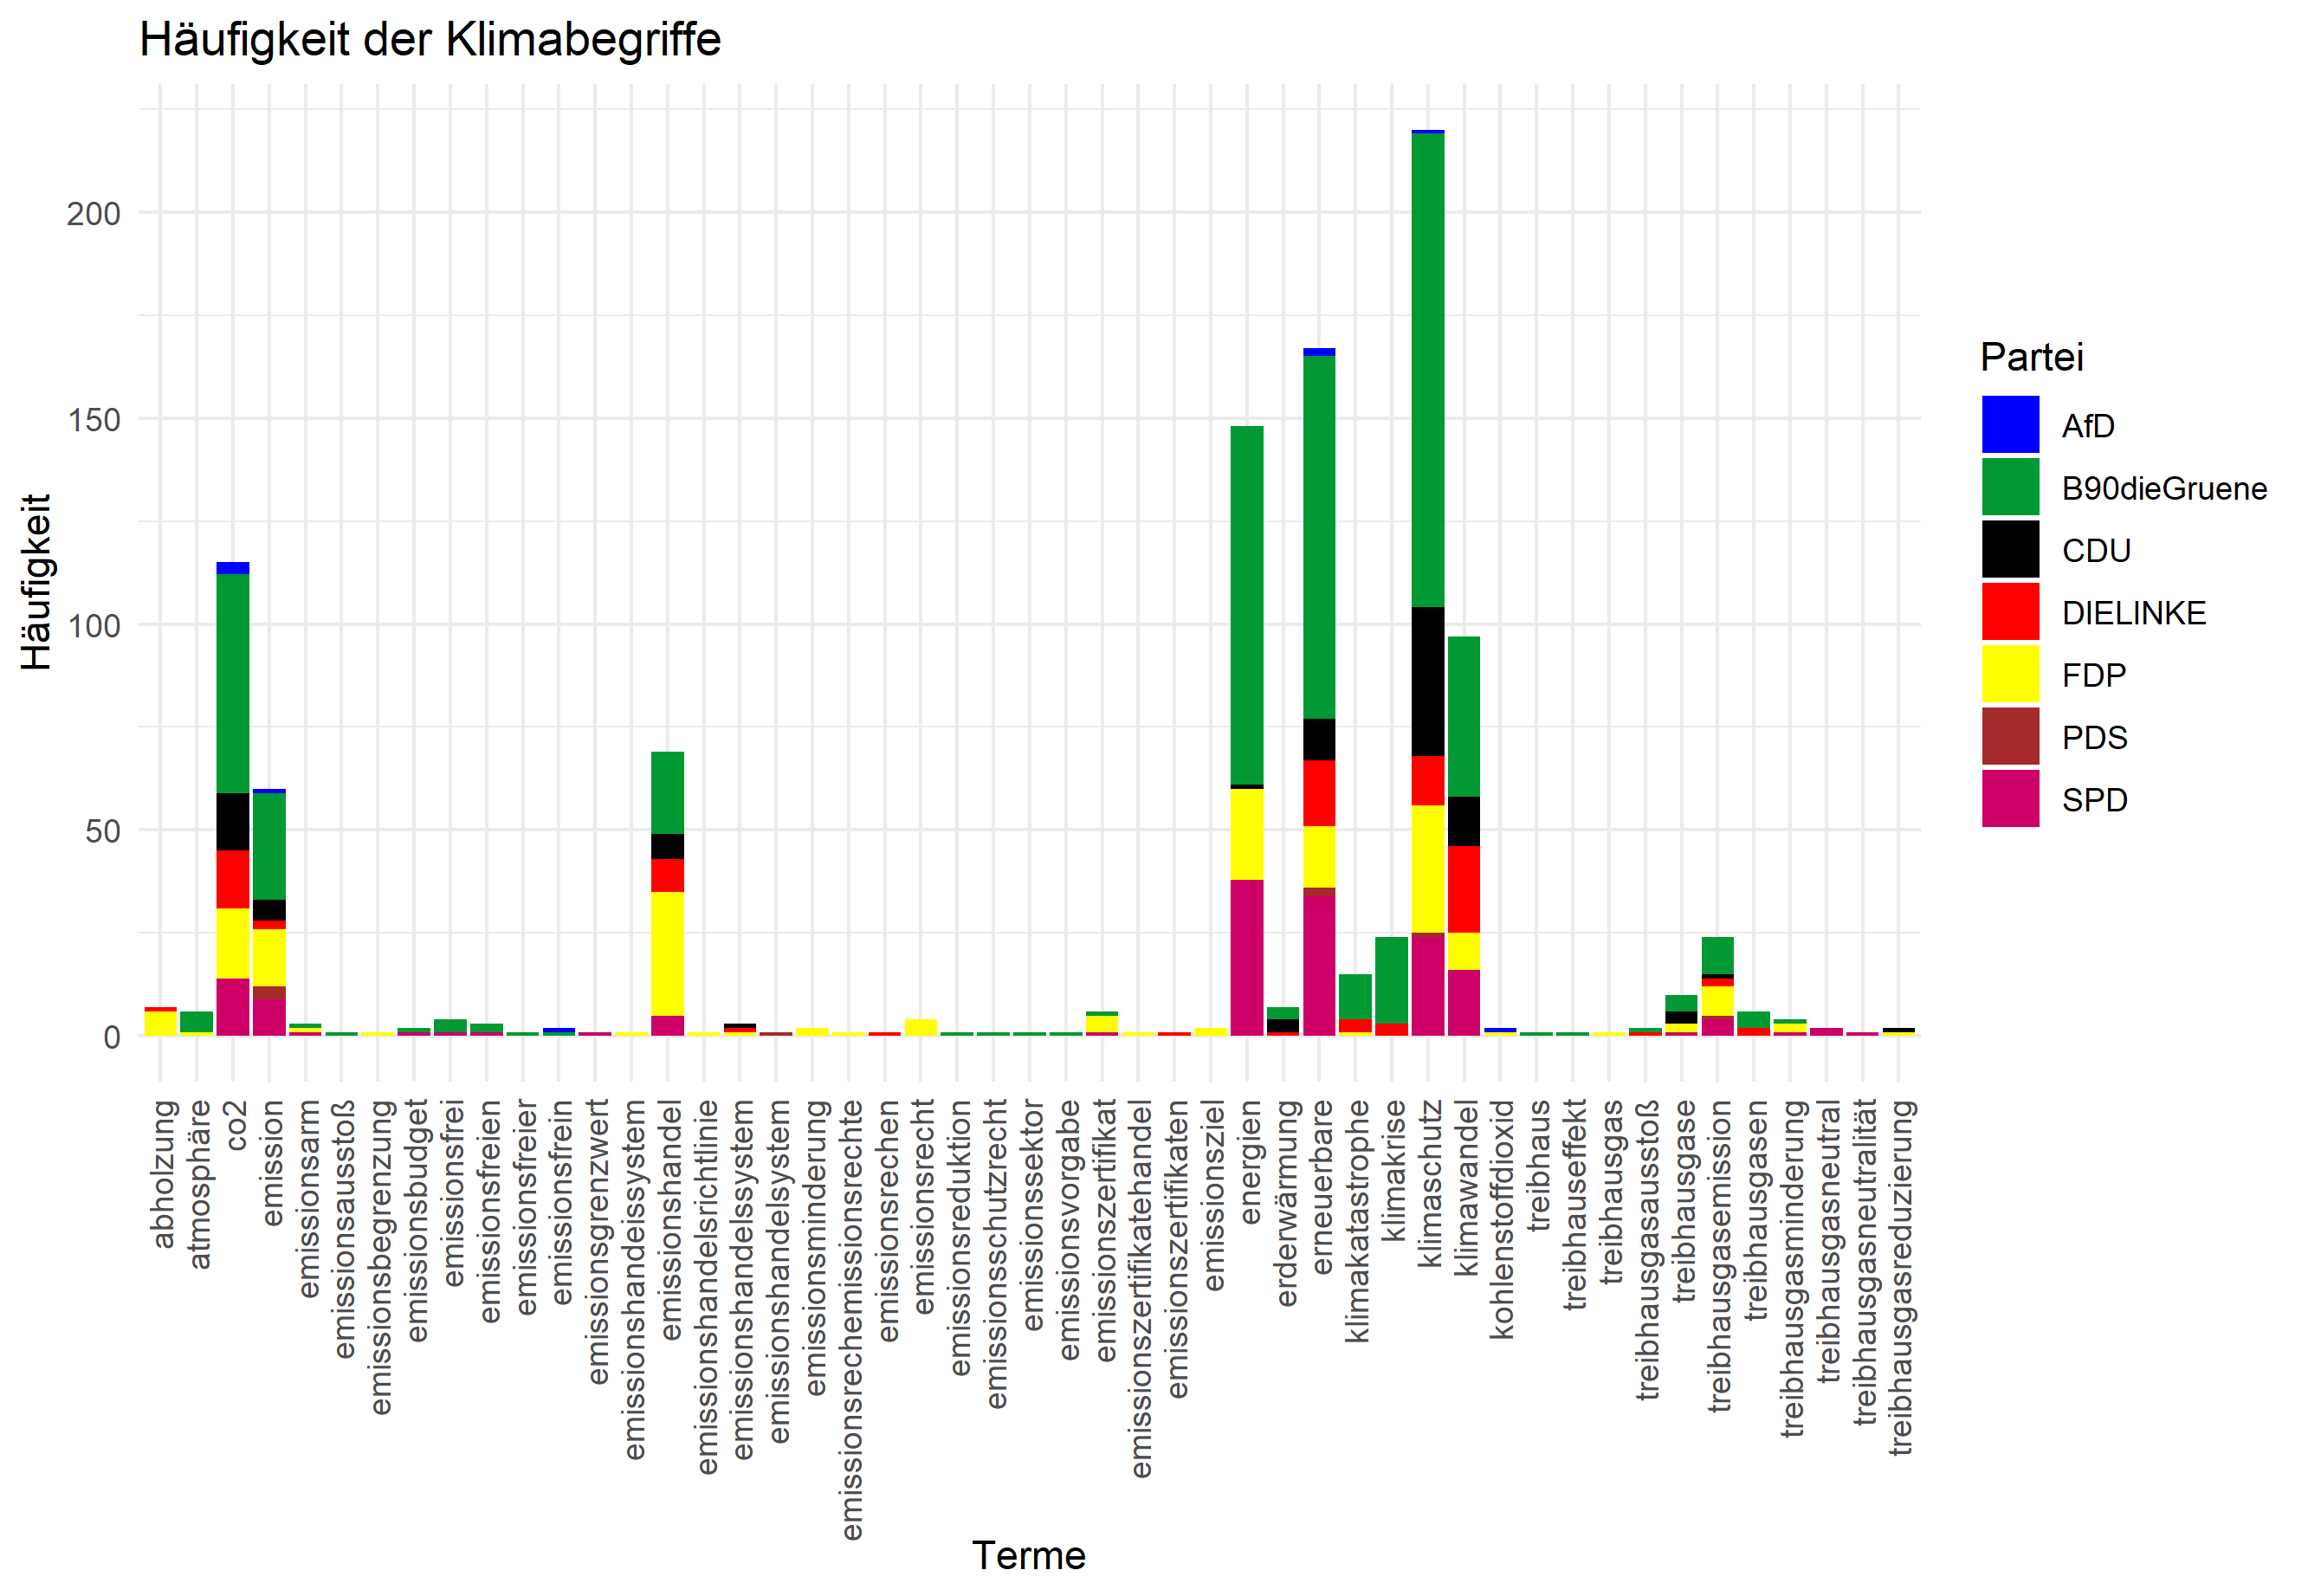 Häufigkeit der Klimabegriffe
Häufigkeit
200
150
100
50
0
abholzung
atmosphäre
co2
emission
emissionsarm
emissionsausstoß
emissionsbegrenzung
emissionsbudget
emissionsfrei
emissionsfreien
emissionsfreier
emissionsfrein
emissionsgrenzwert
emissionshandeissystem
emissionshandel
emissionshandelsrichtlinie
emissionshandelssystem
emissionshandelsystem
emissionsminderung
emissionsrechemissionsrechte
emissionsrechen
emissionsrecht
emissionsreduktion
emissionsschutzrecht
emissionssektor
emissionsvorgabe
emissionszertifikat
emissionszertifikatehandel
emissionszertifikaten
emissionsziel
energien
erderwärmung
erneuerbare
klimakatastrophe
klimakrise
klimaschutz
klimawandel
kohlenstoffdioxid
treibhaus
treibhauseffekt
treibhausgas
treibhausgasausstoß
treibhausgase
treibhausgasemission
treibhausgasen
treibhausgasminderung
treibhausgasneutral
treibhausgasneutralität
treibhausgasreduzierung
Terme
Partei
AfD
B90dieGruene
CDU
DIELINKE
FDP
PDS
SPD